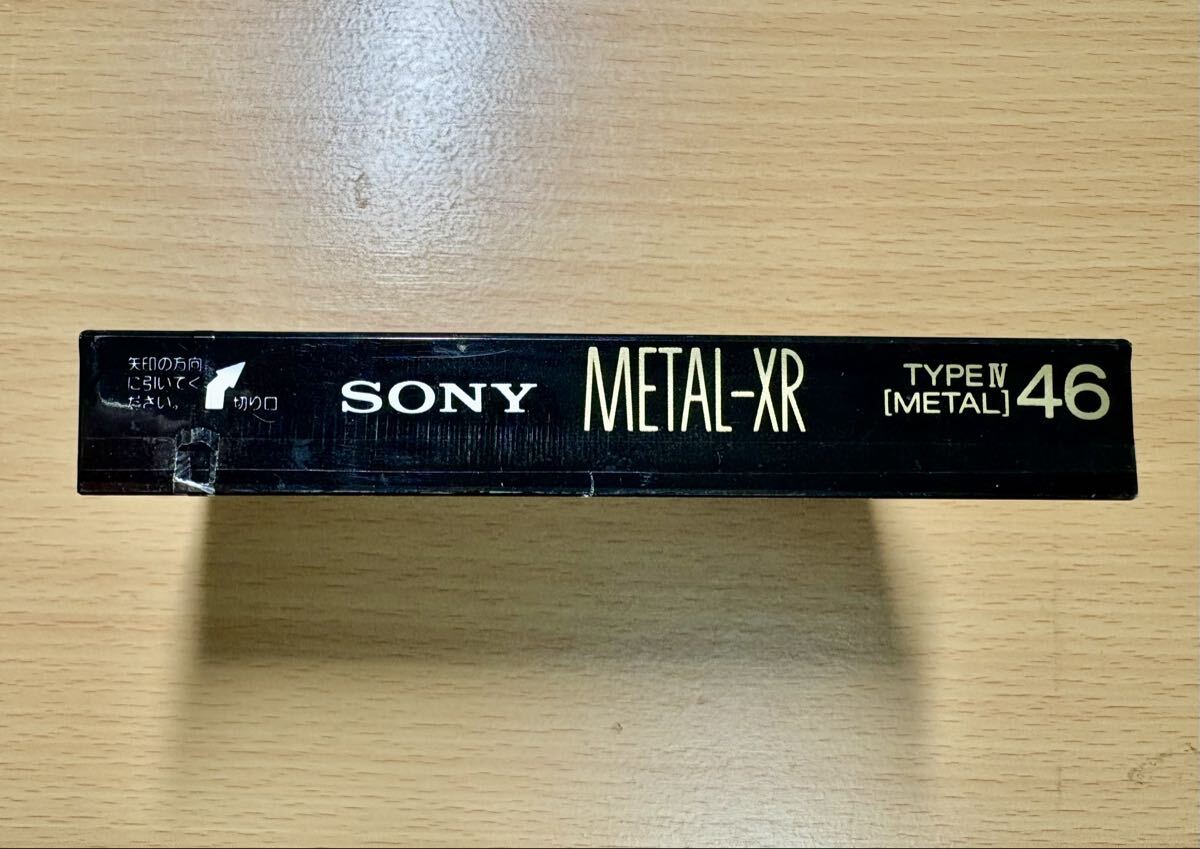 矢印の方向
に引いてく
ださい。
切り口
SONY
METAL-XR
TYPE Ⅳ
[METAL]
46